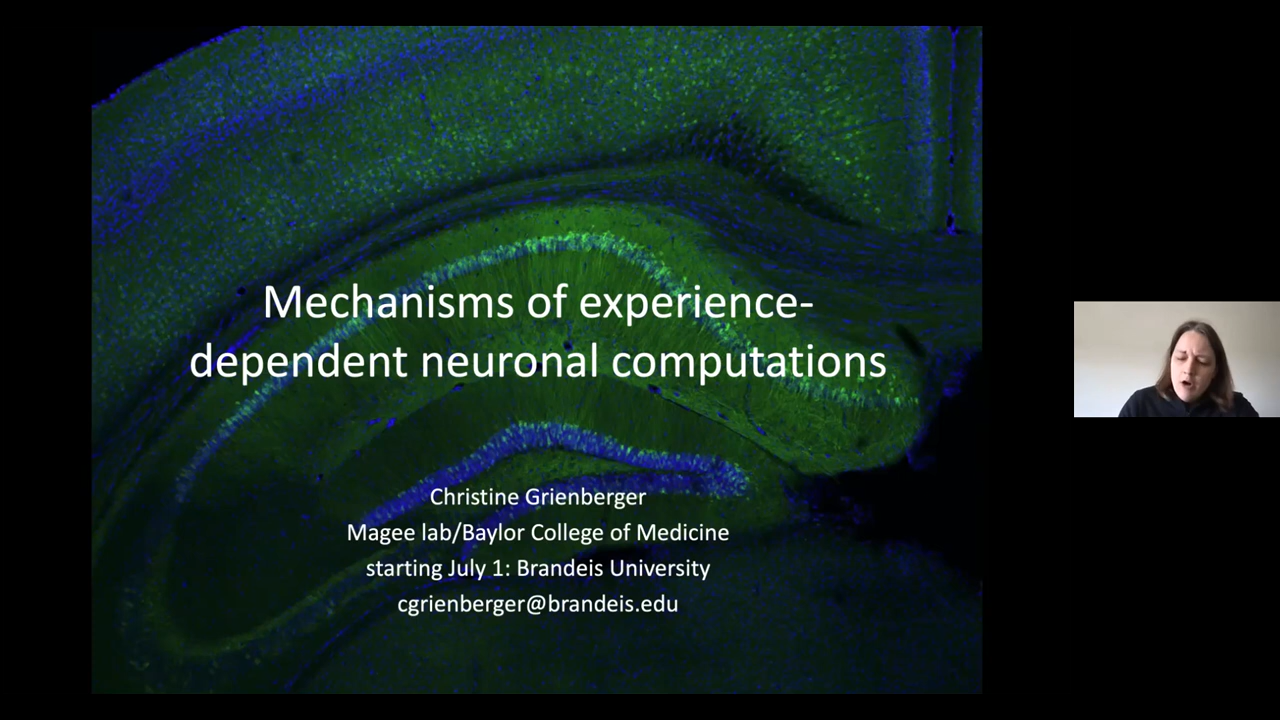 Mechanisms of experience-
dependent neuronal computations
Christine Grienberger
Magee lab/Baylor College of Medicine
starting July 1: Brandeis University
cgrienberger@brandeis.edu